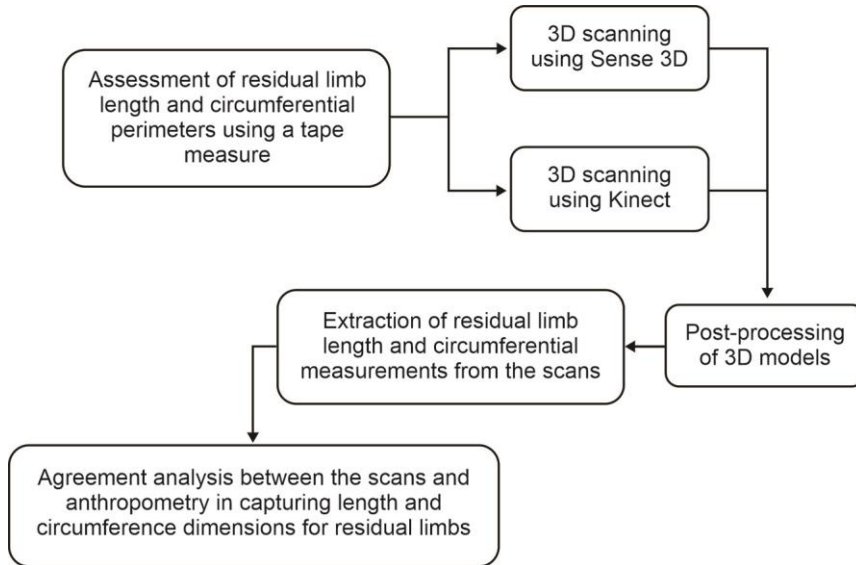 Assessment of residual limb
length and circumferential
perimeters using a tape
measure
3D scanning
using Sense 3D
3D scanning
using Kinect
Post-processing
of 3D models
Extraction of residual limb
length and circumferential
measurements from the scans
Agreement analysis between the scans and
anthropometry in capturing length and
circumference dimensions for residual limbs